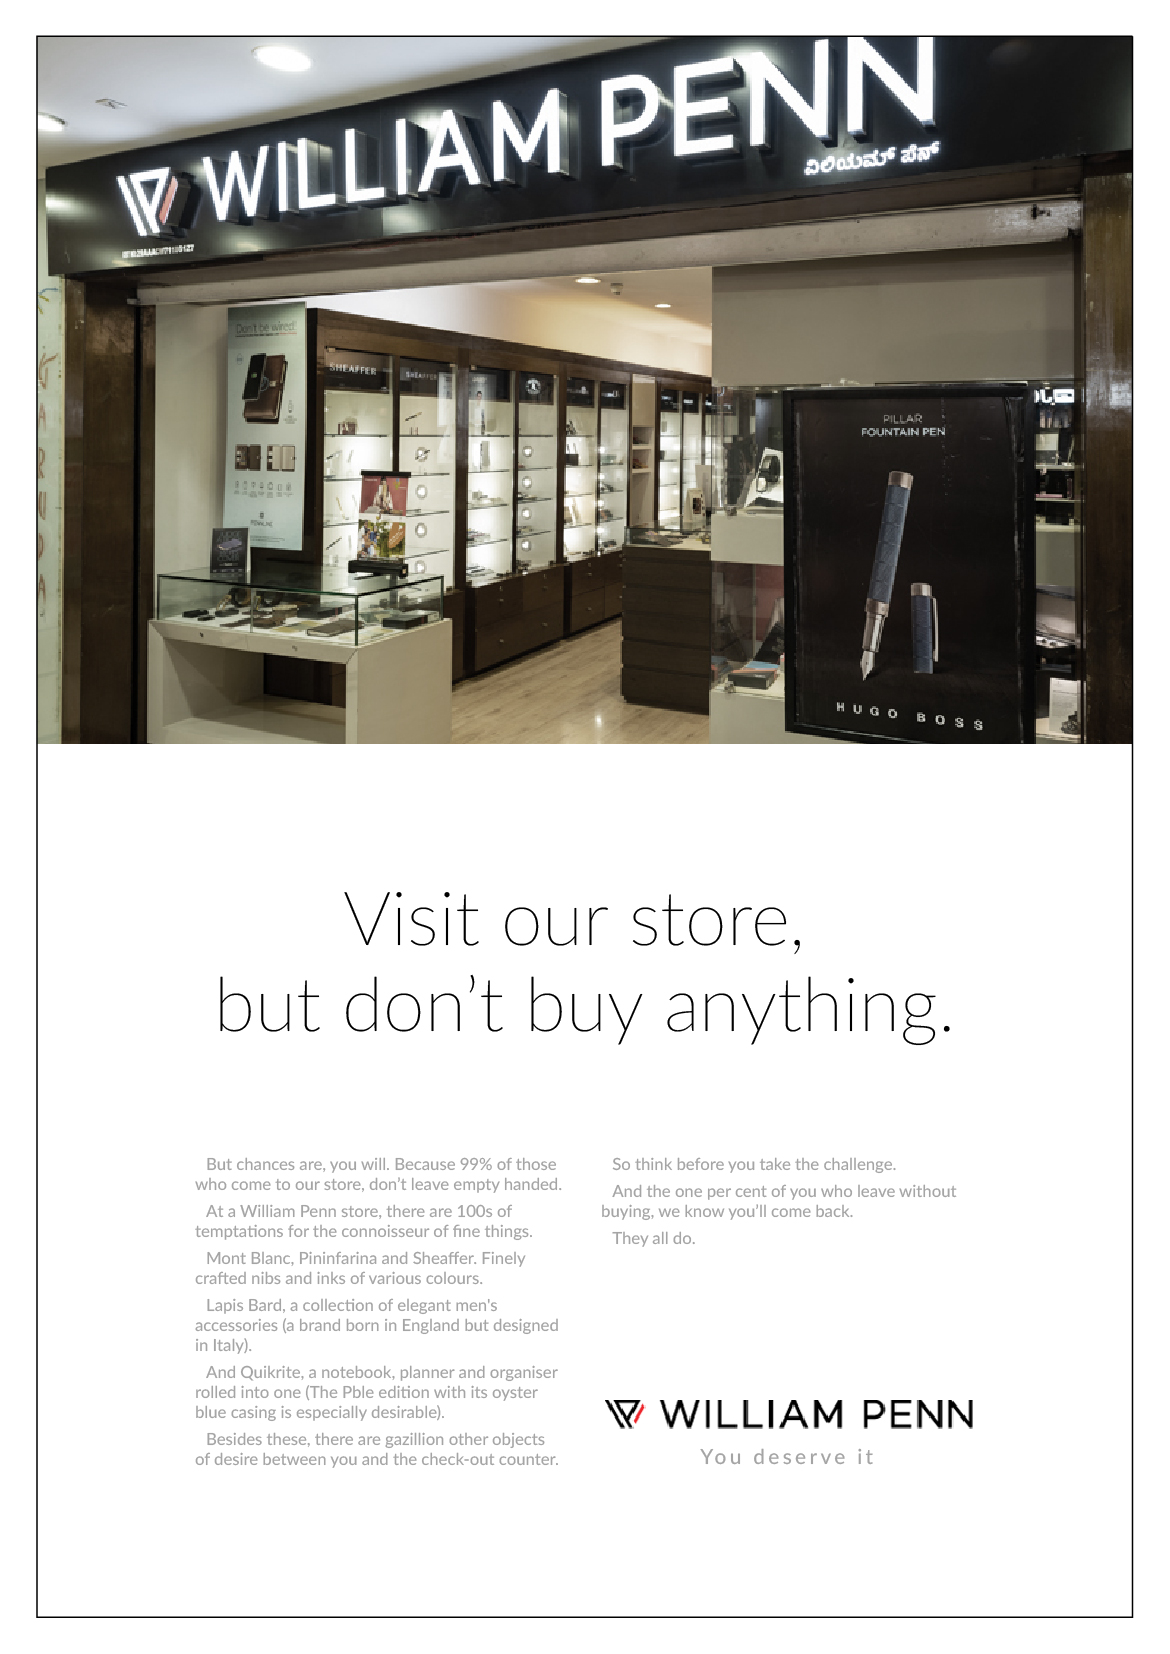 WILLIAM PENN
ವಿಲಿಯಮ್ ಪೆನ್
Don't be wired!
SHEAFFER
SHEAFFER
PILLAR
FOUNTAIN PEN
HUGO BOSS
Visit our store,
but don’t buy anything.
But chances are, you will. Because 99% of those
who come to our store, don’t leave empty handed.
At a William Penn store, there are 100s of
temptations for the connoisseur of fine things.
Mont Blanc, Pininfarina and Sheaffer. Finely
crafted nibs and inks of various colours.
Lapis Bard, a collection of elegant men's
accessories (a brand born in England but designed
in Italy).
And Quikrite, a notebook, planner and organiser
rolled into one (The Pble edition with its oyster
blue casing is especially desirable).
Besides these, there are gazillion other objects
of desire between you and the check-out counter.
So think before you take the challenge.
And the one per cent of you who leave without
buying, we know you’ll come back.
They all do.
WILLIAM PENN
You deserve it